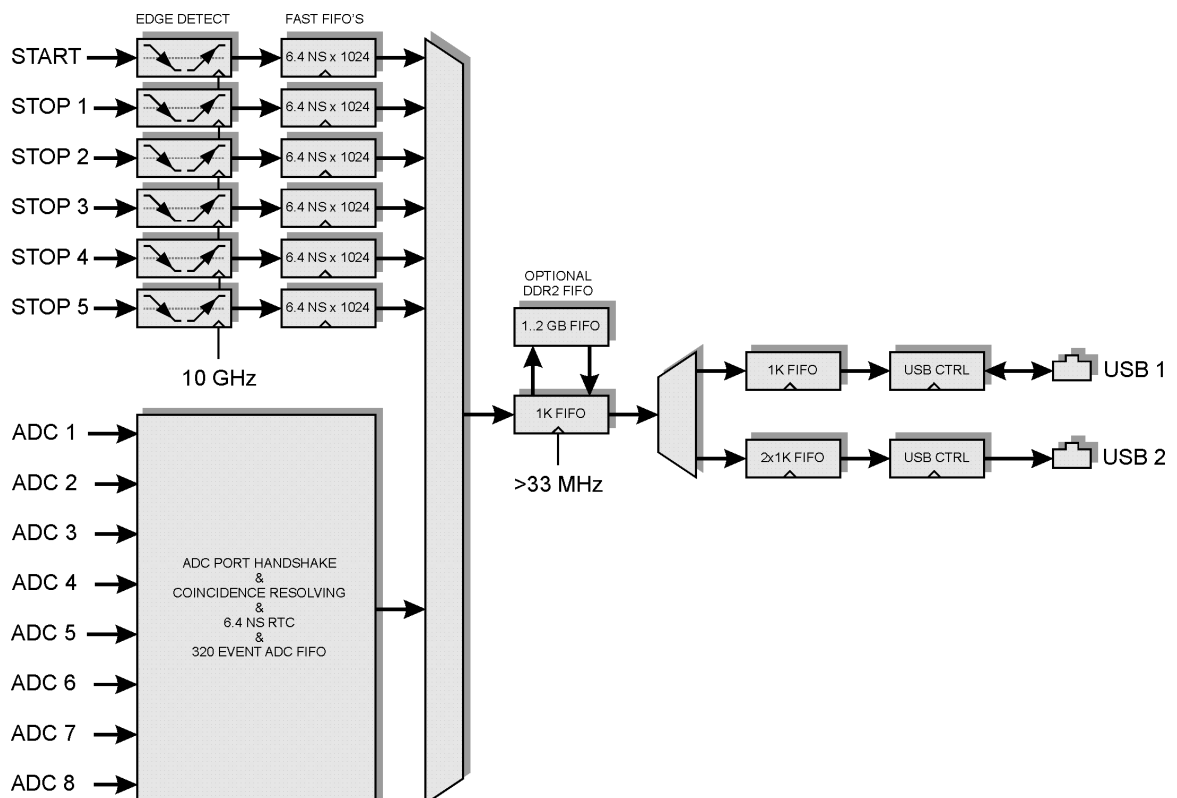 EDGE DETECT
FAST FIFO'S
START
6.4 NS x 1024
STOP 1
6.4 NS x 1024
STOP 2
6.4 NS x 1024
STOP 3
6.4 NS x 1024
STOP 4
6.4 NS x 1024
STOP 5
6.4 NS x 1024
10 GHz
OPTIONAL
DDR2 FIFO
1..2 GB FIFO
1K FIFO
>33 MHz
1K FIFO
USB CTRL
USB 1
2x1K FIFO
USB CTRL
USB 2
ADC 1
ADC 2
ADC 3
ADC 4
ADC 5
ADC 6
ADC 7
ADC 8
ADC PORT HANDSHAKE
&
COINCIDENCE RESOLVING
&
6.4 NS RTC
&
320 EVENT ADC FIFO